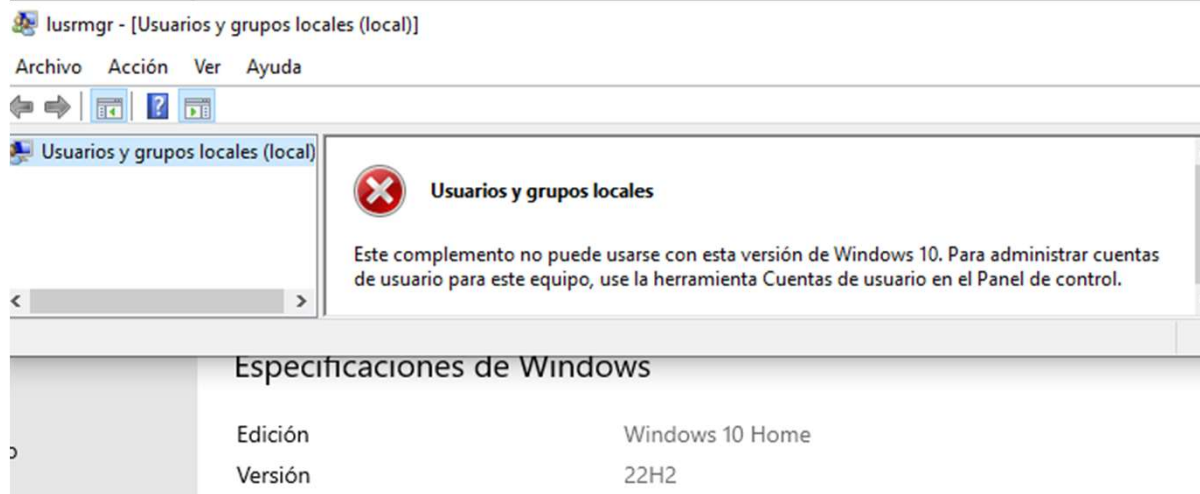 lusrmgr - [Usuarios y grupos locales (local)]
Archivo Acción Ver Ayuda
Usuarios y grupos locales (local)
Usuarios y grupos locales
Este complemento no puede usarse con esta versión de Windows 10. Para administrar cuentas
de usuario para este equipo, use la herramienta Cuentas de usuario en el Panel de control.
Especificaciones de Windows
Edición Windows 10 Home
Versión 22H2